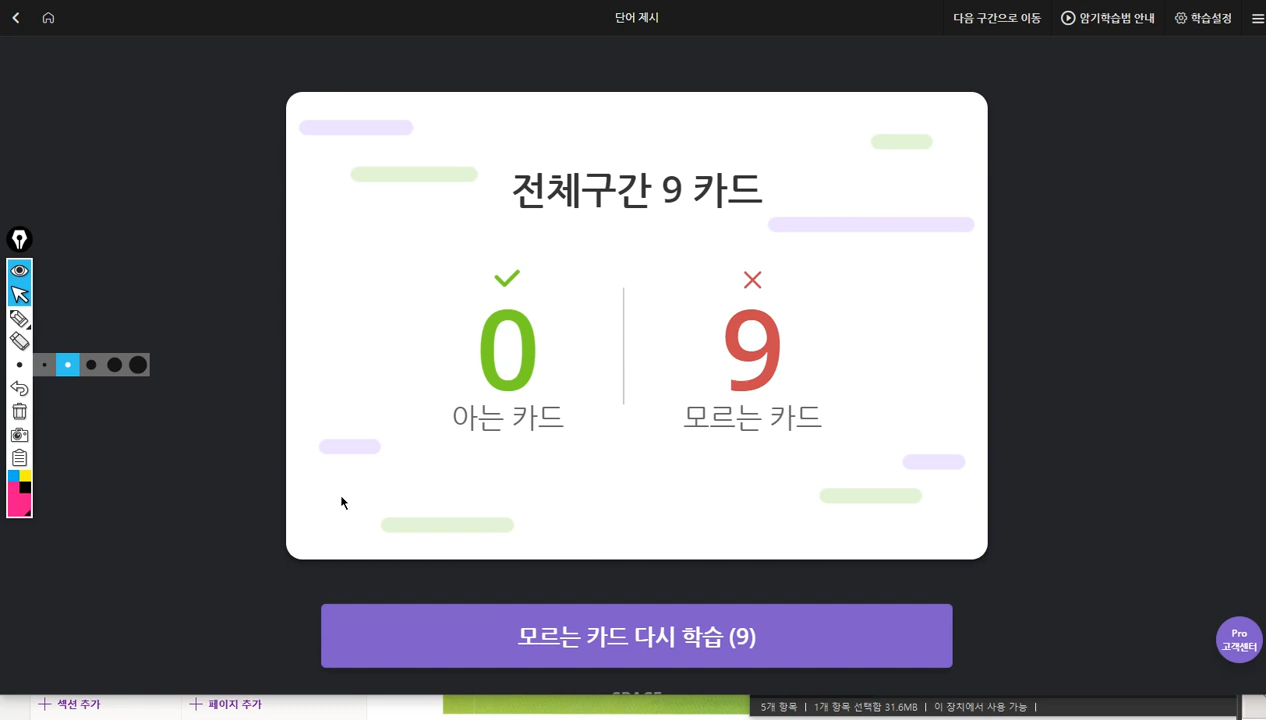 단어 제시
다음 구간으로 이동
암기학습법 안내
학습설정
전체구간 9 카드
0
9
아는 카드
모르는 카드
모르는 카드 다시 학습 (9)
Pro
고객센터
SPACE
섹션 추가
페이지 추가
5개 항목 | 1개 항목 선택함 31.6MB | 이 장치에서 사용 가능 |